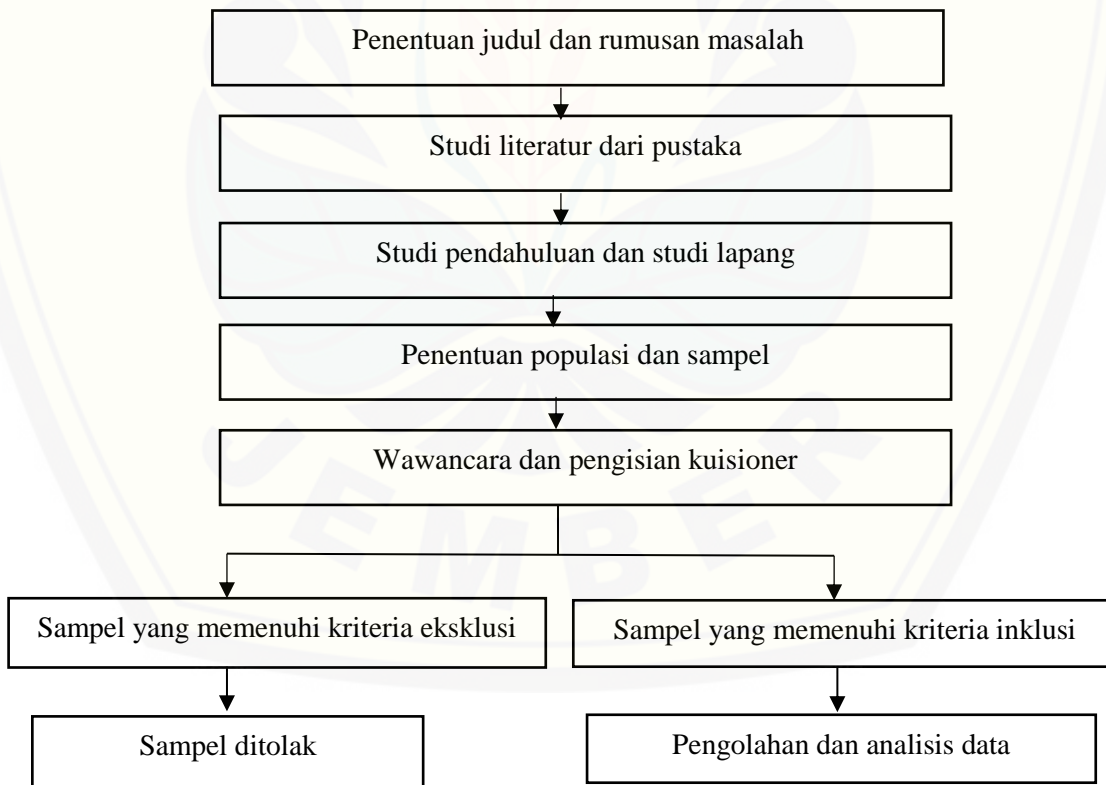 Penentuan judul dan rumusan masalah
Studi literatur dari pustaka
Studi pendahuluan dan studi lapang
Penentuan populasi dan sampel
Wawancara dan pengisian kuisioner
JEMBER
Sampel yang memenuhi kriteria eksklusi
Sampel yang memenuhi kriteria inklusi
Sampel ditolak
Pengolahan dan analisis data